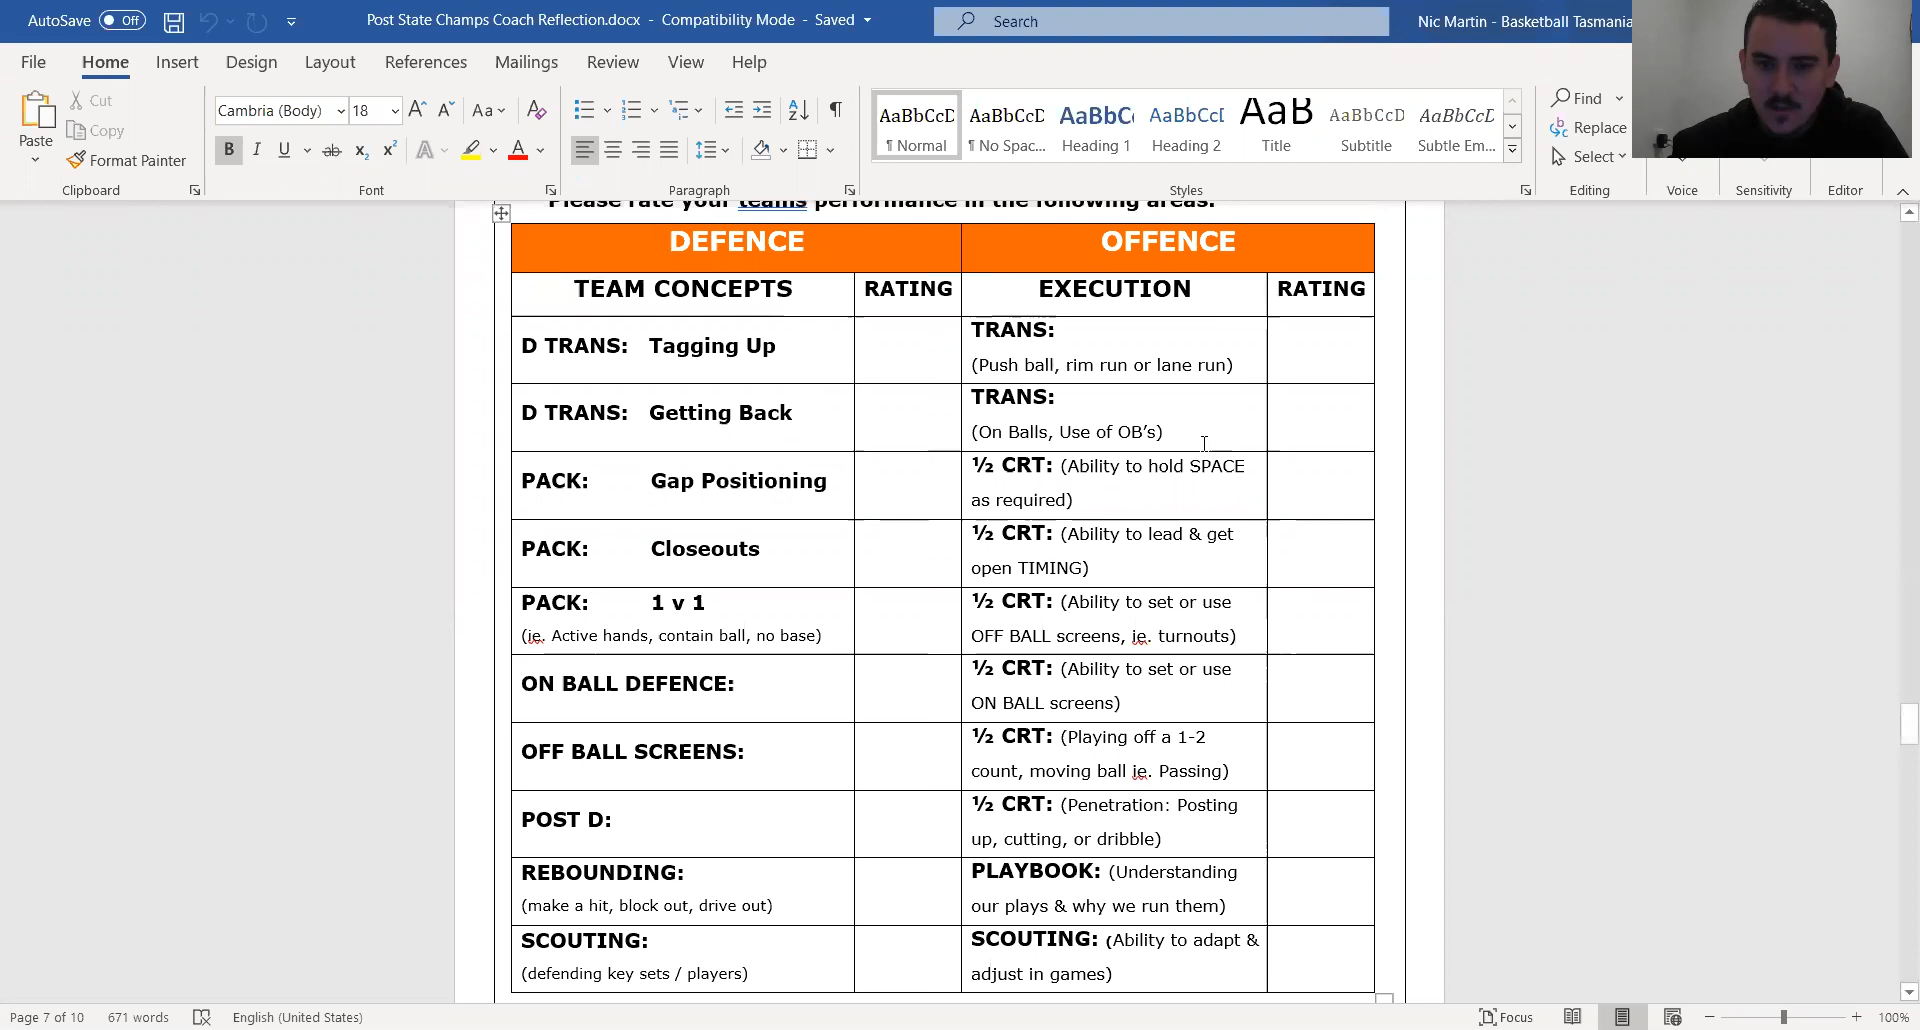 AutoSave Off Post State Champs Coach Reflection.docx - Compatibility Mode - Saved Search Nic Martin - Basketball Tasmania
File Home Insert Design Layout References Mailings Review View Help
Paste
Cut
Copy
Format Painter
Clipboard
Cambria (Body) 18
Font
Paragraph
AaBbCcD ¶ Normal
AaBbCcD ¶ No Spac...
AaBbC Heading 1
AaBbCcD Heading 2
AaB Title
AaBbCcD Subtitle
AaBbCcD Subtle Em...
Styles
Find
Replace
Select
Editing
Voice
Sensitivity
Editor
Please rate your teams performance in the following areas.
DEFENCE OFFENCE
TEAM CONCEPTS RATING EXECUTION RATING
D TRANS: Tagging Up
TRANS:
(Push ball, rim run or lane run)
D TRANS: Getting Back
TRANS:
(On Balls, Use of OB’s)
PACK: Gap Positioning
½ CRT: (Ability to hold SPACE
as required)
PACK: Closeouts
½ CRT: (Ability to lead & get
open TIMING)
PACK: 1 v 1
(ie. Active hands, contain ball, no base)
½ CRT: (Ability to set or use
OFF BALL screens, ie. turnouts)
ON BALL DEFENCE:
½ CRT: (Ability to set or use
ON BALL screens)
OFF BALL SCREENS:
½ CRT: (Playing off a 1-2
count, moving ball ie. Passing)
POST D:
½ CRT: (Penetration: Posting
up, cutting, or dribble)
REBOUNDING:
(make a hit, block out, drive out)
PLAYBOOK: (Understanding
our plays & why we run them)
SCOUTING:
(defending key sets / players)
SCOUTING: (Ability to adapt &
adjust in games)
Page 7 of 10 671 words English (United States) Focus 100%